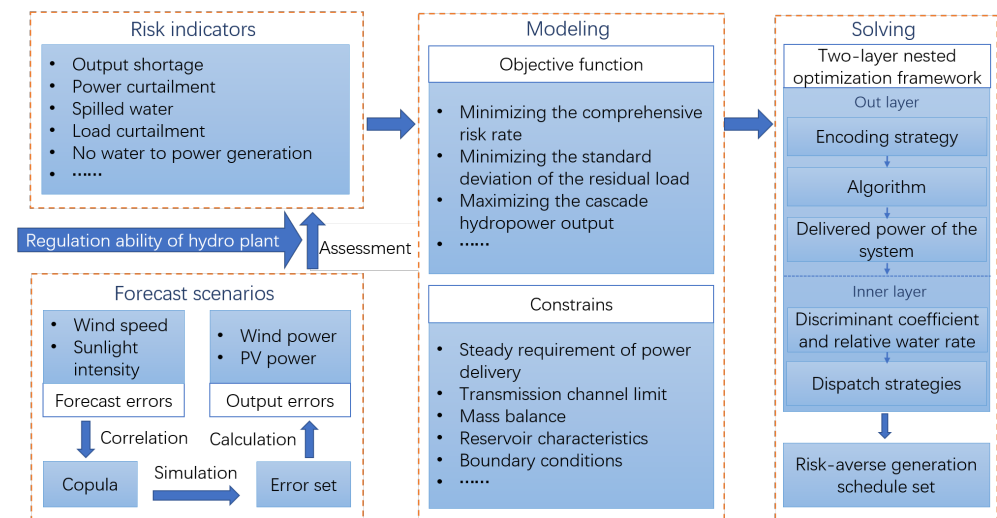 Risk indicators
• Output shortage
• Power curtailment
• Spilled water
• Load curtailment
• No water to power generation
• ······
Regulation ability of hydro plant
Assessment
Forecast scenarios
• Wind speed
• Sunlight
intensity
Forecast errors
• Wind power
• PV power
Output errors
Correlation
Calculation
Copula
Simulation
Error set
Modeling
Objective function
• Minimizing the comprehensive
risk rate
• Minimizing the standard
deviation of the residual load
• Maximizing the cascade
hydropower output
• ······
Constrains
• Steady requirement of power
delivery
• Transmission channel limit
• Mass balance
• Reservoir characteristics
• Boundary conditions
• ······
Solving
Two-layer nested
optimization framework
Out layer
Encoding strategy
Algorithm
Delivered power of the
system
Inner layer
Discriminant coefficient
and relative water rate
Dispatch strategies
Risk-averse generation
schedule set